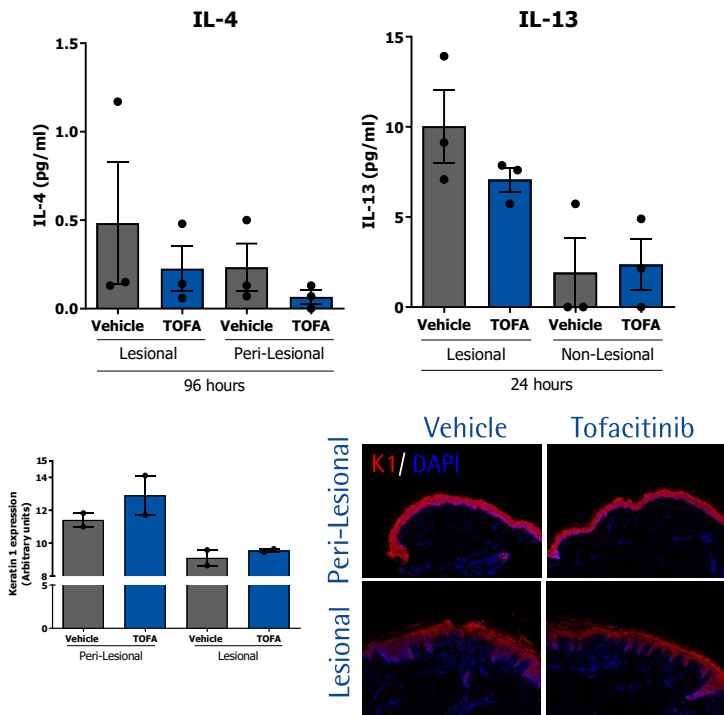 IL-4
IL-4 (pg/ml)
1.5
1.0
0.5
0.0
Vehicle TOFA Vehicle TOFA
Lesional Peri-Lesional
96 hours
IL-13
IL-13 (pg/ml)
15
10
5
0
Vehicle TOFA Vehicle TOFA
Lesional Non-Lesional
24 hours
Keratin 1 expression
(Arbitrary units)
15
14
12
10
8
5
0
Vehicle TOFA Vehicle TOFA
Peri-Lesional Lesional
Vehicle Tofacitinib
Peri-Lesional
K1/ DAPI
Lesional